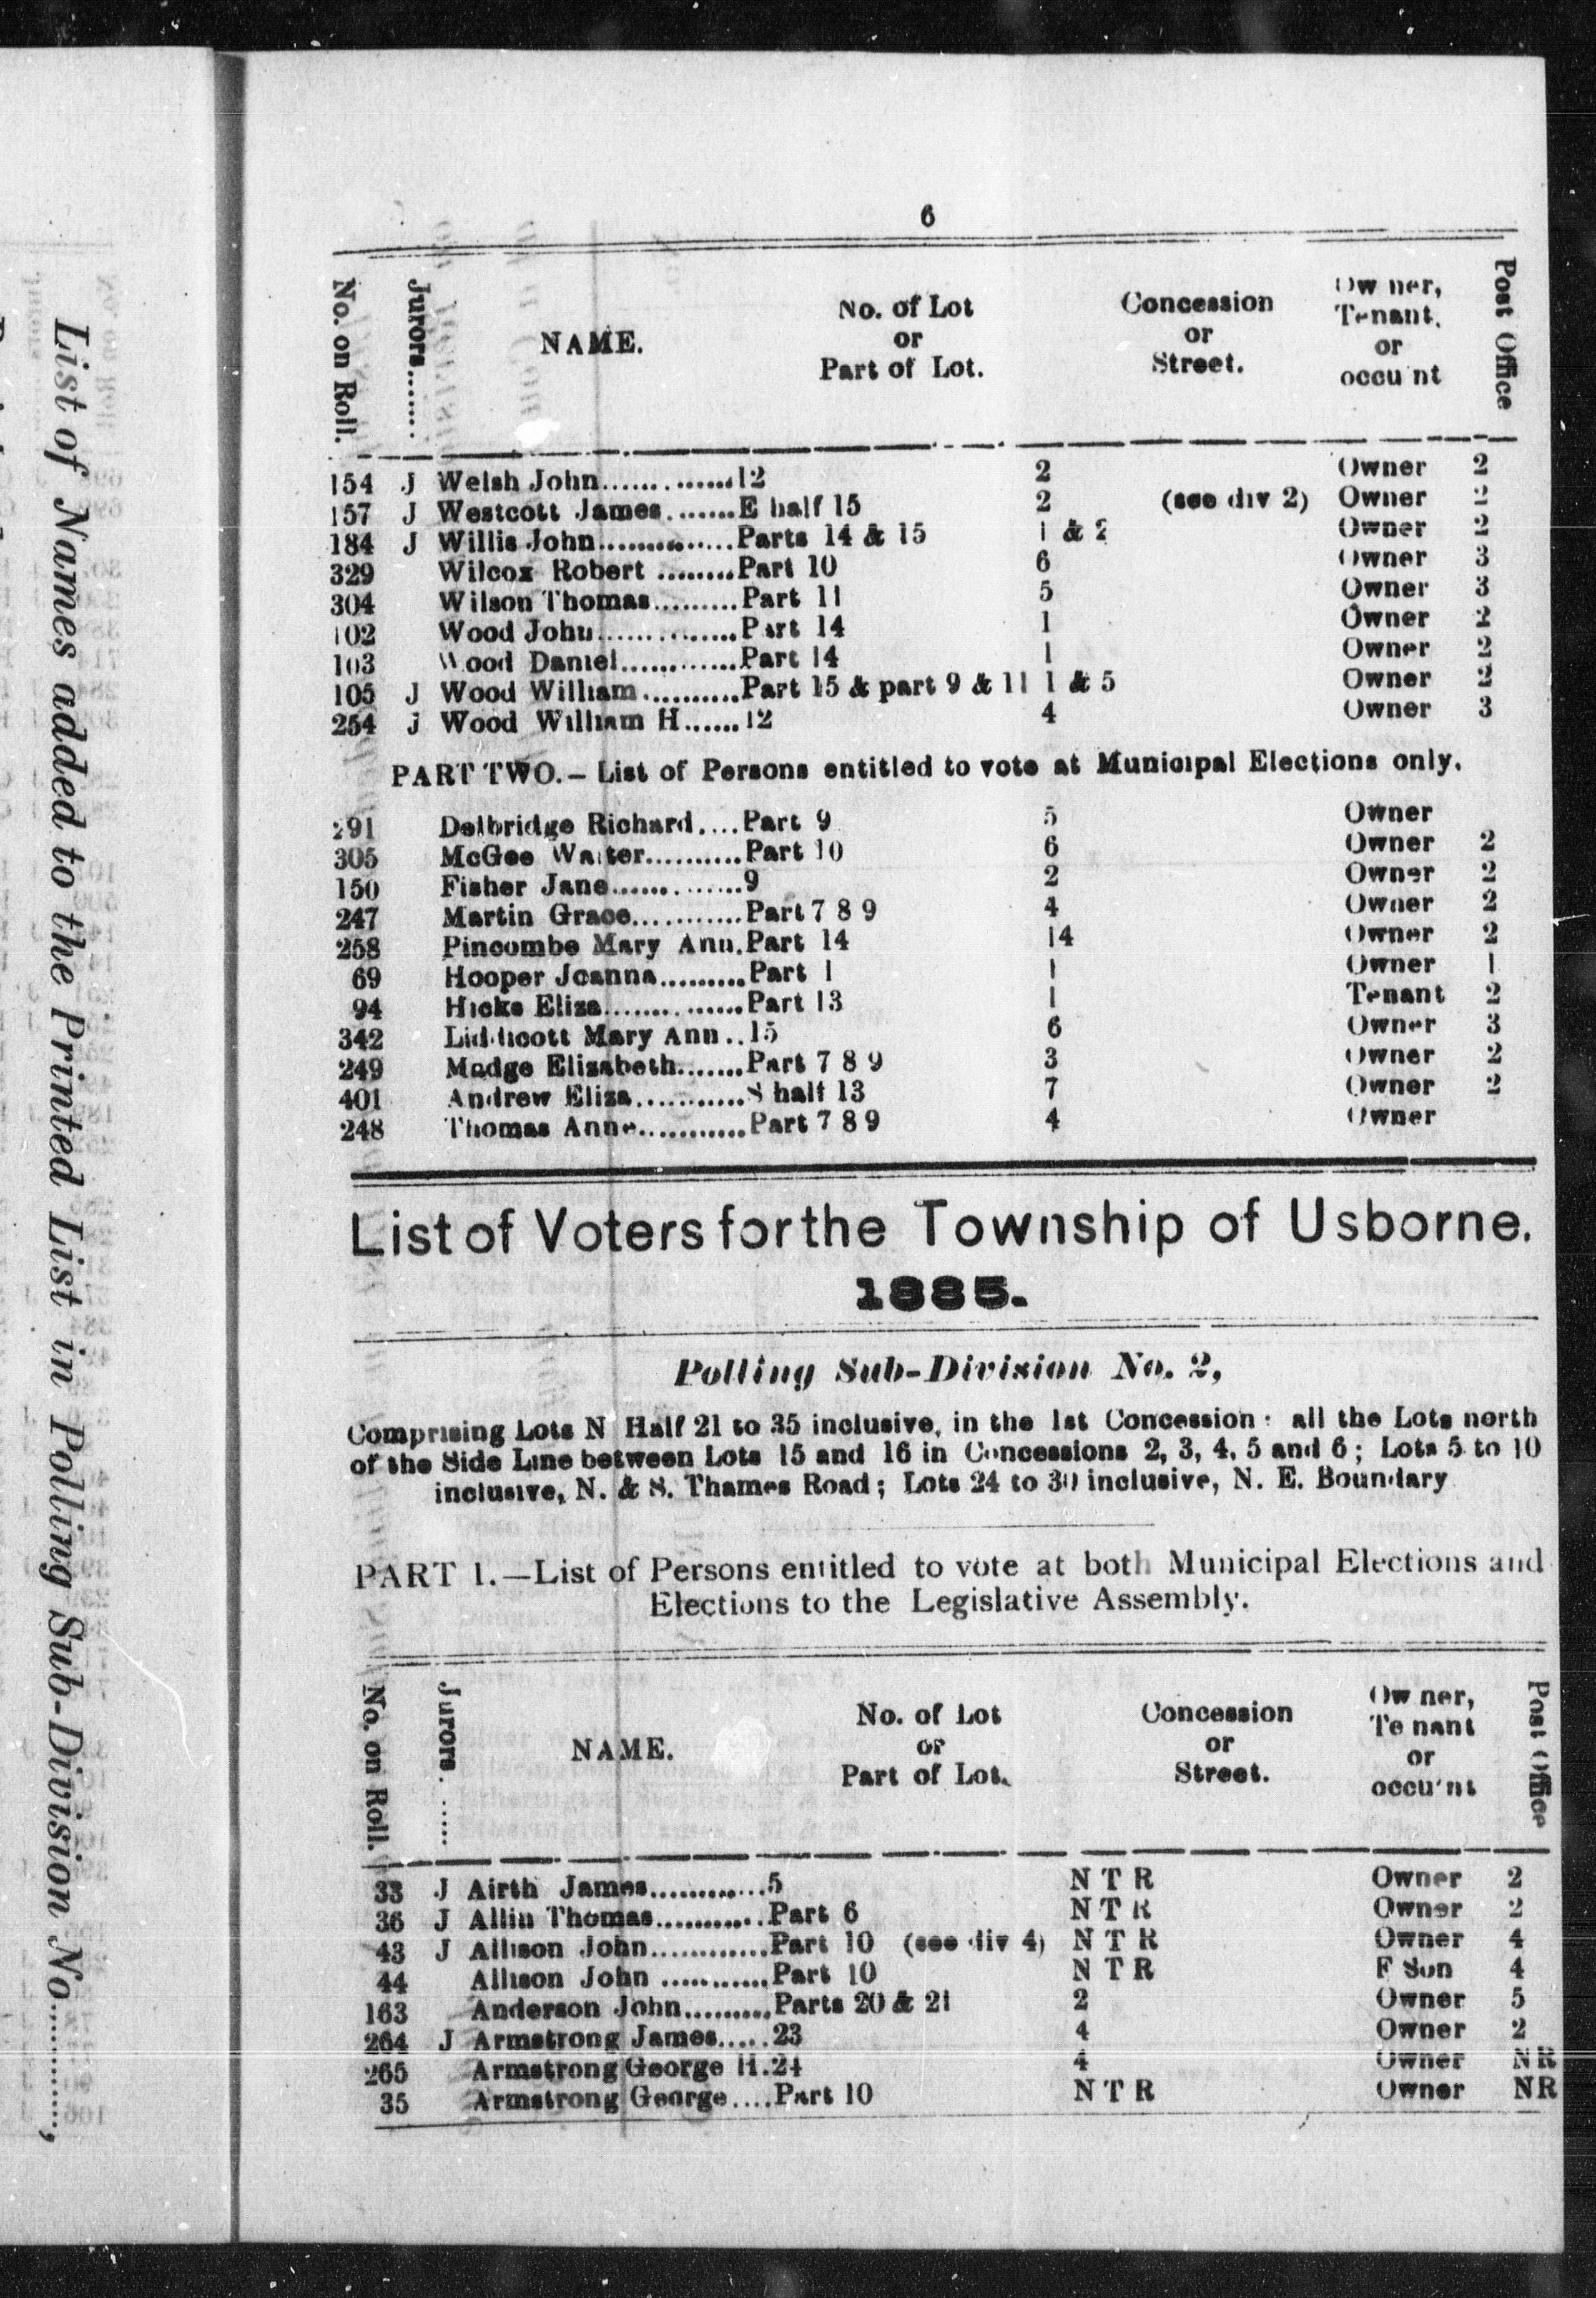 List of Names added to the Printed List in Polling Sub-Division No.............,
6
No. on Roll. Jurors....... NAME. No. of Lot or Part of Lot. Concession or Street. Ow ner, Tenant, or occu nt Post Office
154 J Welsh John.............12 2 Owner 2
157 J Westcott James........E half 15 2 (see div 2) Owner 2
184 J Willis John..............Parts 14 & 15 1 & 2 Owner 2
329 Wilcox Robert ........Part 10 6 Owner 3
304 Wilson Thomas.........Part 11 5 Owner 3
102 Wood John..............Part 14 1 Owner 2
103 Wood Daniel............Part 14 1 Owner 2
105 J Wood William..........Part 15 & part 9 & 11 1 & 5 Owner 2
254 J Wood William H......12 4 Owner 3
PART TWO.— List of Persons entitled to vote at Municipal Elections only.
291 Delbridge Richard....Part 9 5 Owner
305 McGee Walter..........Part 10 6 Owner 2
150 Fisher Jane.............9 2 Owner 2
247 Martin Grace...........Part 7 8 9 4 Owner 2
258 Pincombe Mary Ann.Part 14 14 Owner 2
69 Hooper Joanna.........Part 1 1 Owner 1
94 Hicks Eliza..............Part 13 1 Tenant 2
342 Liddicott Mary Ann..15 6 Owner 3
249 Madge Elizabeth.......Part 7 8 9 3 Owner 2
401 Andrew Eliza...........S half 13 7 Owner 2
248 Thomas Anne...........Part 7 8 9 4 Owner
List of Voters for the Township of Usborne.
1885.
Polling Sub-Division No. 2,
Comprising Lots N Half 21 to 35 inclusive, in the 1st Concession: all the Lots north
of the Side Line between Lots 15 and 16 in Concessions 2, 3, 4, 5 and 6; Lots 5 to 10
inclusive, N. & S. Thames Road; Lots 24 to 30 inclusive, N. E. Boundary
PART 1.—List of Persons entitled to vote at both Municipal Elections and
Elections to the Legislative Assembly.
No. on Roll. Jurors....... NAME. No. of Lot or Part of Lot. Concession or Street. Ow ner, Te nant or occu'nt Post Office
33 J Airth James............5 N T R Owner 2
36 J Allin Thomas...........Part 6 N T R Owner 2
43 J Allison John............Part 10 (see div 4) N T R Owner 4
44 Allison John ...........Part 10 N T R F Son 4
163 Anderson John.........Parts 20 & 21 2 Owner 5
264 J Armstrong James.....23 4 Owner 2
265 Armstrong George H.24 4 Owner NR
35 Armstrong George....Part 10 N T R Owner NR